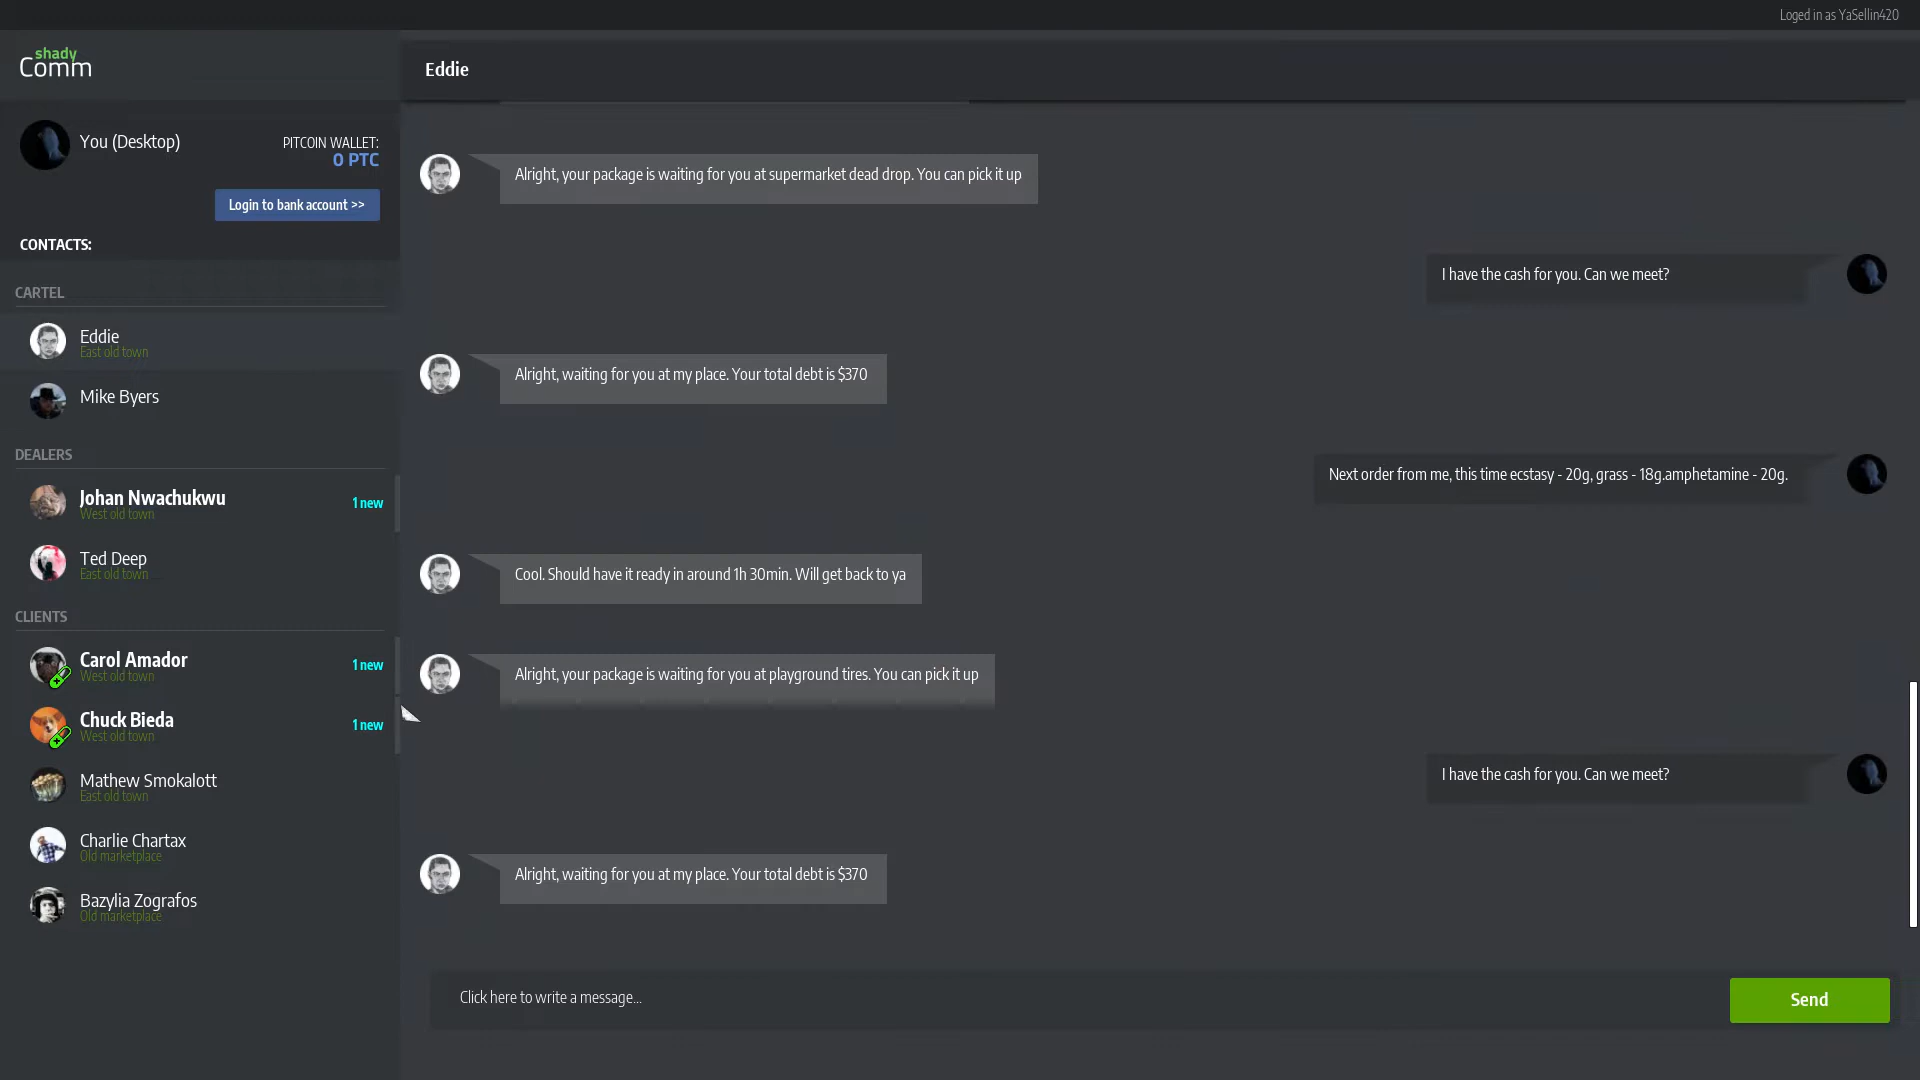 Loged in as YaSellin420
shady
Comm
Eddie
You (Desktop)
PITCOIN WALLET:
0 PTC
Login to bank account >>
CONTACTS:
CARTEL
Eddie
East old town
Mike Byers
DEALERS
Johan Nwachukwu
West old town
1 new
Ted Deep
East old town
CLIENTS
Carol Amador
West old town
1 new
Chuck Bieda
West old town
1 new
Mathew Smokalott
East old town
Charlie Chartax
Old marketplace
Bazylia Zografos
Old marketplace
Alright, your package is waiting for you at supermarket dead drop. You can pick it up
I have the cash for you. Can we meet?
Alright, waiting for you at my place. Your total debt is $370
Next order from me, this time ecstasy - 20g, grass - 18g.amphetamine - 20g.
Cool. Should have it ready in around 1h 30min. Will get back to ya
Alright, your package is waiting for you at playground tires. You can pick it up
I have the cash for you. Can we meet?
Alright, waiting for you at my place. Your total debt is $370
Click here to write a message...
Send